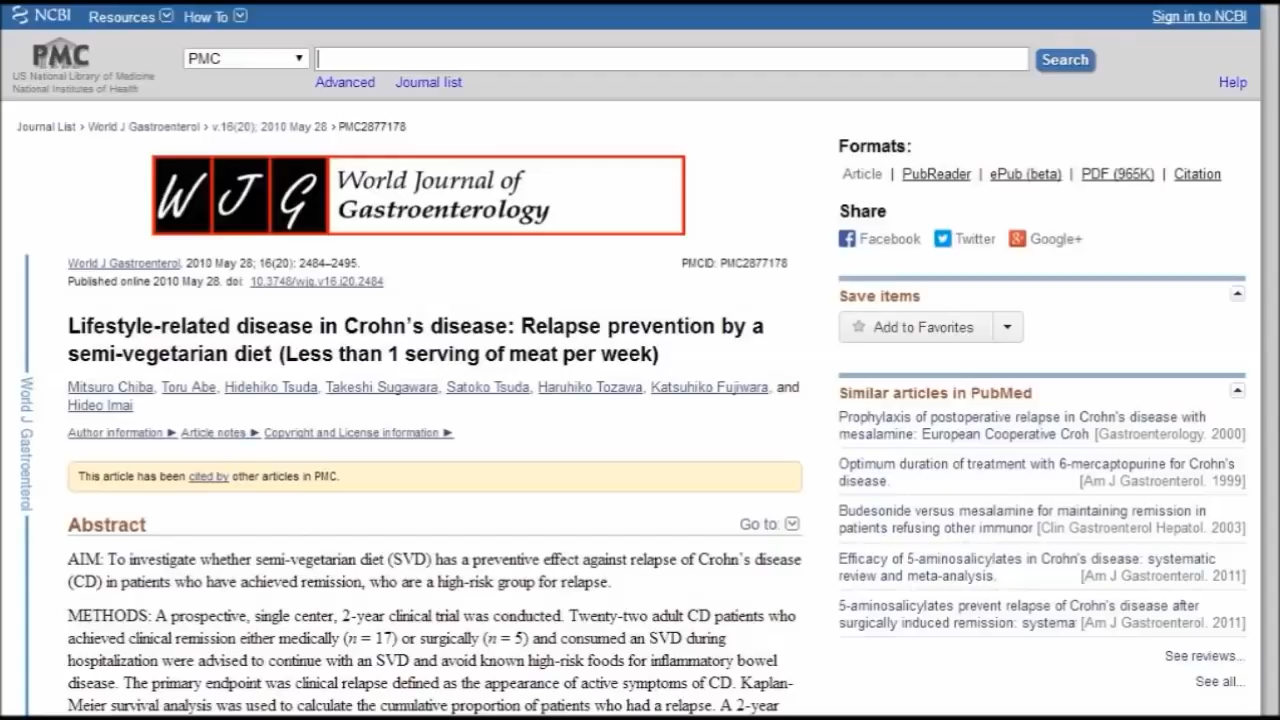 NCBI Resources How To Sign in to NCBI
PMC
US National Library of Medicine
National Institutes of Health
PMC
Search
Advanced Journal list
Help
Journal List > World J Gastroenterol > v.16(20); 2010 May 28 > PMC2877178
WJG World Journal of
Gastroenterology
World J Gastroenterol. 2010 May 28; 16(20): 2484–2495. PMCID: PMC2877178
Published online 2010 May 28. doi: 10.3748/wjg.v16.i20.2484
Lifestyle-related disease in Crohn's disease: Relapse prevention by a
semi-vegetarian diet (Less than 1 serving of meat per week)
Mitsuro Chiba, Toru Abe, Hidehiko Tsuda, Takeshi Sugawara, Satoko Tsuda, Haruhiko Tozawa, Katsuhiko Fujiwara, and
Hideo Imai
Author information ► Article notes ► Copyright and License information ►
This article has been cited by other articles in PMC.
World J Gastroenterol
Abstract Go to:
AIM: To investigate whether semi-vegetarian diet (SVD) has a preventive effect against relapse of Crohn's disease
(CD) in patients who have achieved remission, who are a high-risk group for relapse.
METHODS: A prospective, single center, 2-year clinical trial was conducted. Twenty-two adult CD patients who
achieved clinical remission either medically (n = 17) or surgically (n = 5) and consumed an SVD during
hospitalization were advised to continue with an SVD and avoid known high-risk foods for inflammatory bowel
disease. The primary endpoint was clinical relapse defined as the appearance of active symptoms of CD. Kaplan-
Meier survival analysis was used to calculate the cumulative proportion of patients who had a relapse. A 2-year
Formats:
Article | PubReader | ePub (beta) | PDF (965K) | Citation
Share
Facebook Twitter Google+
Save items
Add to Favorites
Similar articles in PubMed
Prophylaxis of postoperative relapse in Crohn's disease with
mesalamine: European Cooperative Croh [Gastroenterology. 2000]
Optimum duration of treatment with 6-mercaptopurine for Crohn's
disease. [Am J Gastroenterol. 1999]
Budesonide versus mesalamine for maintaining remission in
patients refusing other immunor [Clin Gastroenterol Hepatol. 2003]
Efficacy of 5-aminosalicylates in Crohn's disease: systematic
review and meta-analysis. [Am J Gastroenterol. 2011]
5-aminosalicylates prevent relapse of Crohn's disease after
surgically induced remission: systema [Am J Gastroenterol. 2011]
See reviews...
See all...